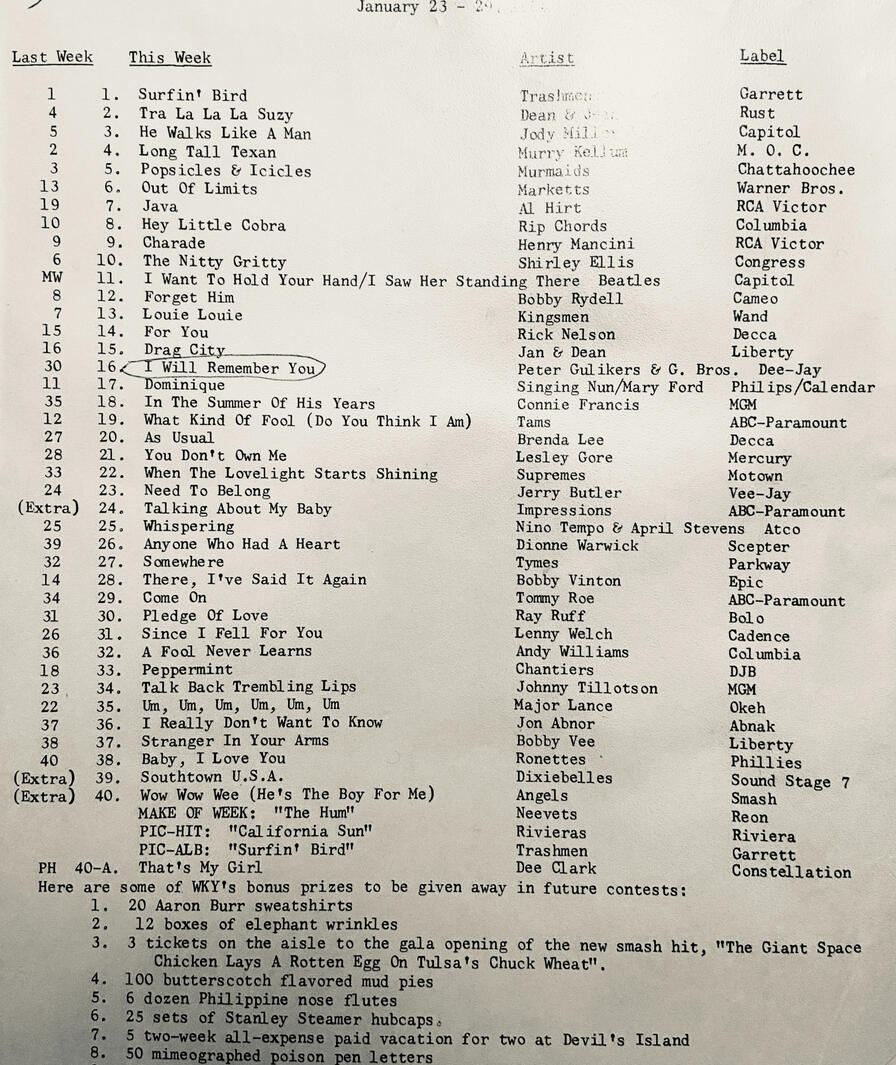 January 23 - 29,
Last Week This Week Artist Label
1 1. Surfin' Bird Trashmen Garrett
4 2. Tra La La La Suzy Dean & Rust
5 3. He Walks Like A Man Jody Miller Capitol
2 4. Long Tall Texan Murry Kellum M. O. C.
3 5. Popsicles & Icicles Murmaids Chattahoochee
13 6. Out Of Limits Marketts Warner Bros.
19 7. Java Al Hirt RCA Victor
10 8. Hey Little Cobra Rip Chords Columbia
9 9. Charade Henry Mancini RCA Victor
6 10. The Nitty Gritty Shirley Ellis Congress
MW 11. I Want To Hold Your Hand/I Saw Her Standing There Beatles Capitol
8 12. Forget Him Bobby Rydell Cameo
7 13. Louie Louie Kingsmen Wand
15 14. For You Rick Nelson Decca
16 15. Drag City Jan & Dean Liberty
30 16. I Will Remember You Peter Gulikers & G. Bros. Dee-Jay
11 17. Dominique Singing Nun/Mary Ford Philips/Calendar
35 18. In The Summer Of His Years Connie Francis MGM
12 19. What Kind Of Fool (Do You Think I Am) Tams ABC-Paramount
27 20. As Usual Brenda Lee Decca
28 21. You Don't Own Me Lesley Gore Mercury
33 22. When The Lovelight Starts Shining Supremes Motown
24 23. Need To Belong Jerry Butler Vee-Jay
(Extra) 24. Talking About My Baby Impressions ABC-Paramount
25 25. Whispering Nino Tempo & April Stevens Atco
39 26. Anyone Who Had A Heart Dionne Warwick Scepter
32 27. Somewhere Tymes Parkway
14 28. There, I've Said It Again Bobby Vinton Epic
34 29. Come On Tommy Roe ABC-Paramount
31 30. Pledge Of Love Ray Ruff Bolo
26 31. Since I Fell For You Lenny Welch Cadence
36 32. A Fool Never Learns Andy Williams Columbia
18 33. Peppermint Chantiers DJB
23 34. Talk Back Trembling Lips Johnny Tillotson MGM
22 35. Um, Um, Um, Um, Um, Um Major Lance Okeh
37 36. I Really Don't Want To Know Jon Abnor Abnak
38 37. Stranger In Your Arms Bobby Vee Liberty
40 38. Baby, I Love You Ronettes Phillies
(Extra) 39. Southtown U.S.A. Dixiebelles Sound Stage 7
(Extra) 40. Wow Wow Wee (He's The Boy For Me) Angels Smash
MAKE OF WEEK: "The Hum" Neevets Reon
PIC-HIT: "California Sun" Rivieras Riviera
PIC-ALB: "Surfin' Bird" Trashmen Garrett
PH 40-A. That's My Girl Dee Clark Constellation
Here are some of WKY's bonus prizes to be given away in future contests:
1. 20 Aaron Burr sweatshirts
2. 12 boxes of elephant wrinkles
3. 3 tickets on the aisle to the gala opening of the new smash hit, "The Giant Space
Chicken Lays A Rotten Egg On Tulsa's Chuck Wheat".
4. 100 butterscotch flavored mud pies
5. 6 dozen Philippine nose flutes
6. 25 sets of Stanley Steamer hubcaps.
7. 5 two-week all-expense paid vacation for two at Devil's Island
8. 50 mimeographed poison pen letters